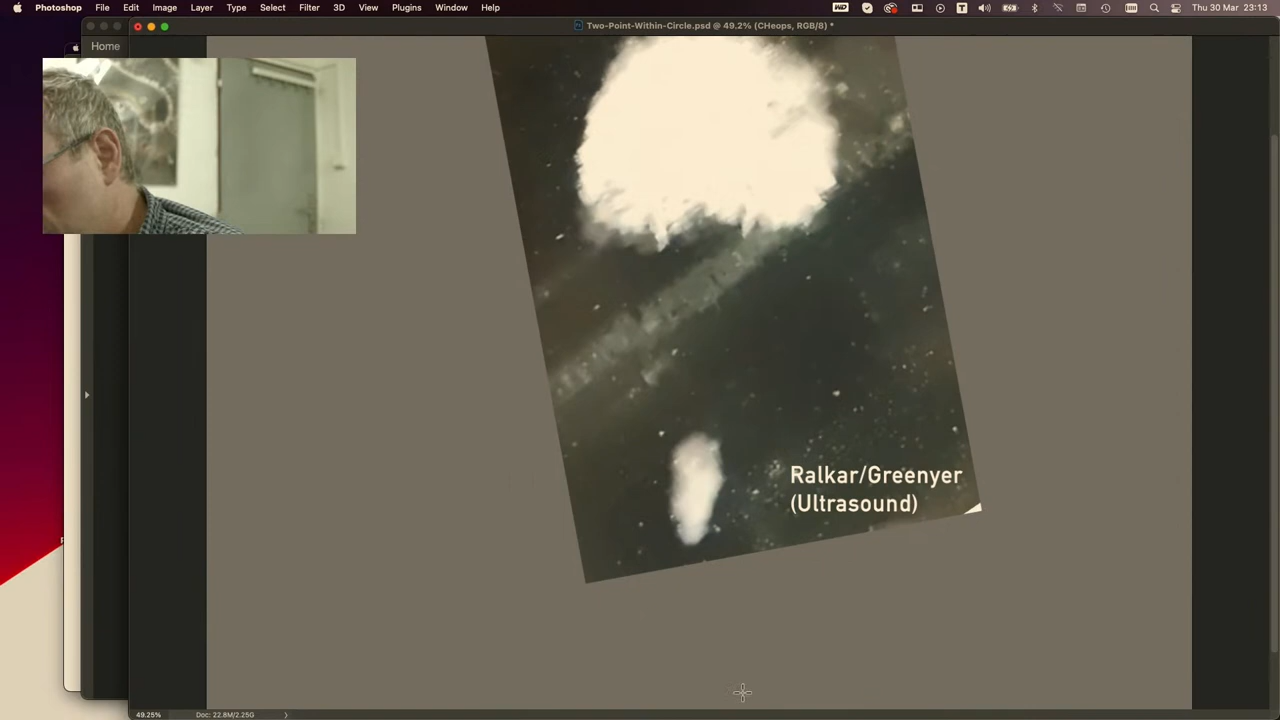 Photoshop File Edit Image Layer Type Select Filter 3D View Plugins Window Help Thu 30 Mar 23:13
Two-Point-Within-Circle.psd @ 49.2% (CHeops, RGB/8) *
Home
Ralkar/Greenyer
(Ultrasound)
49.25% Doc: 22.8M/2.25G